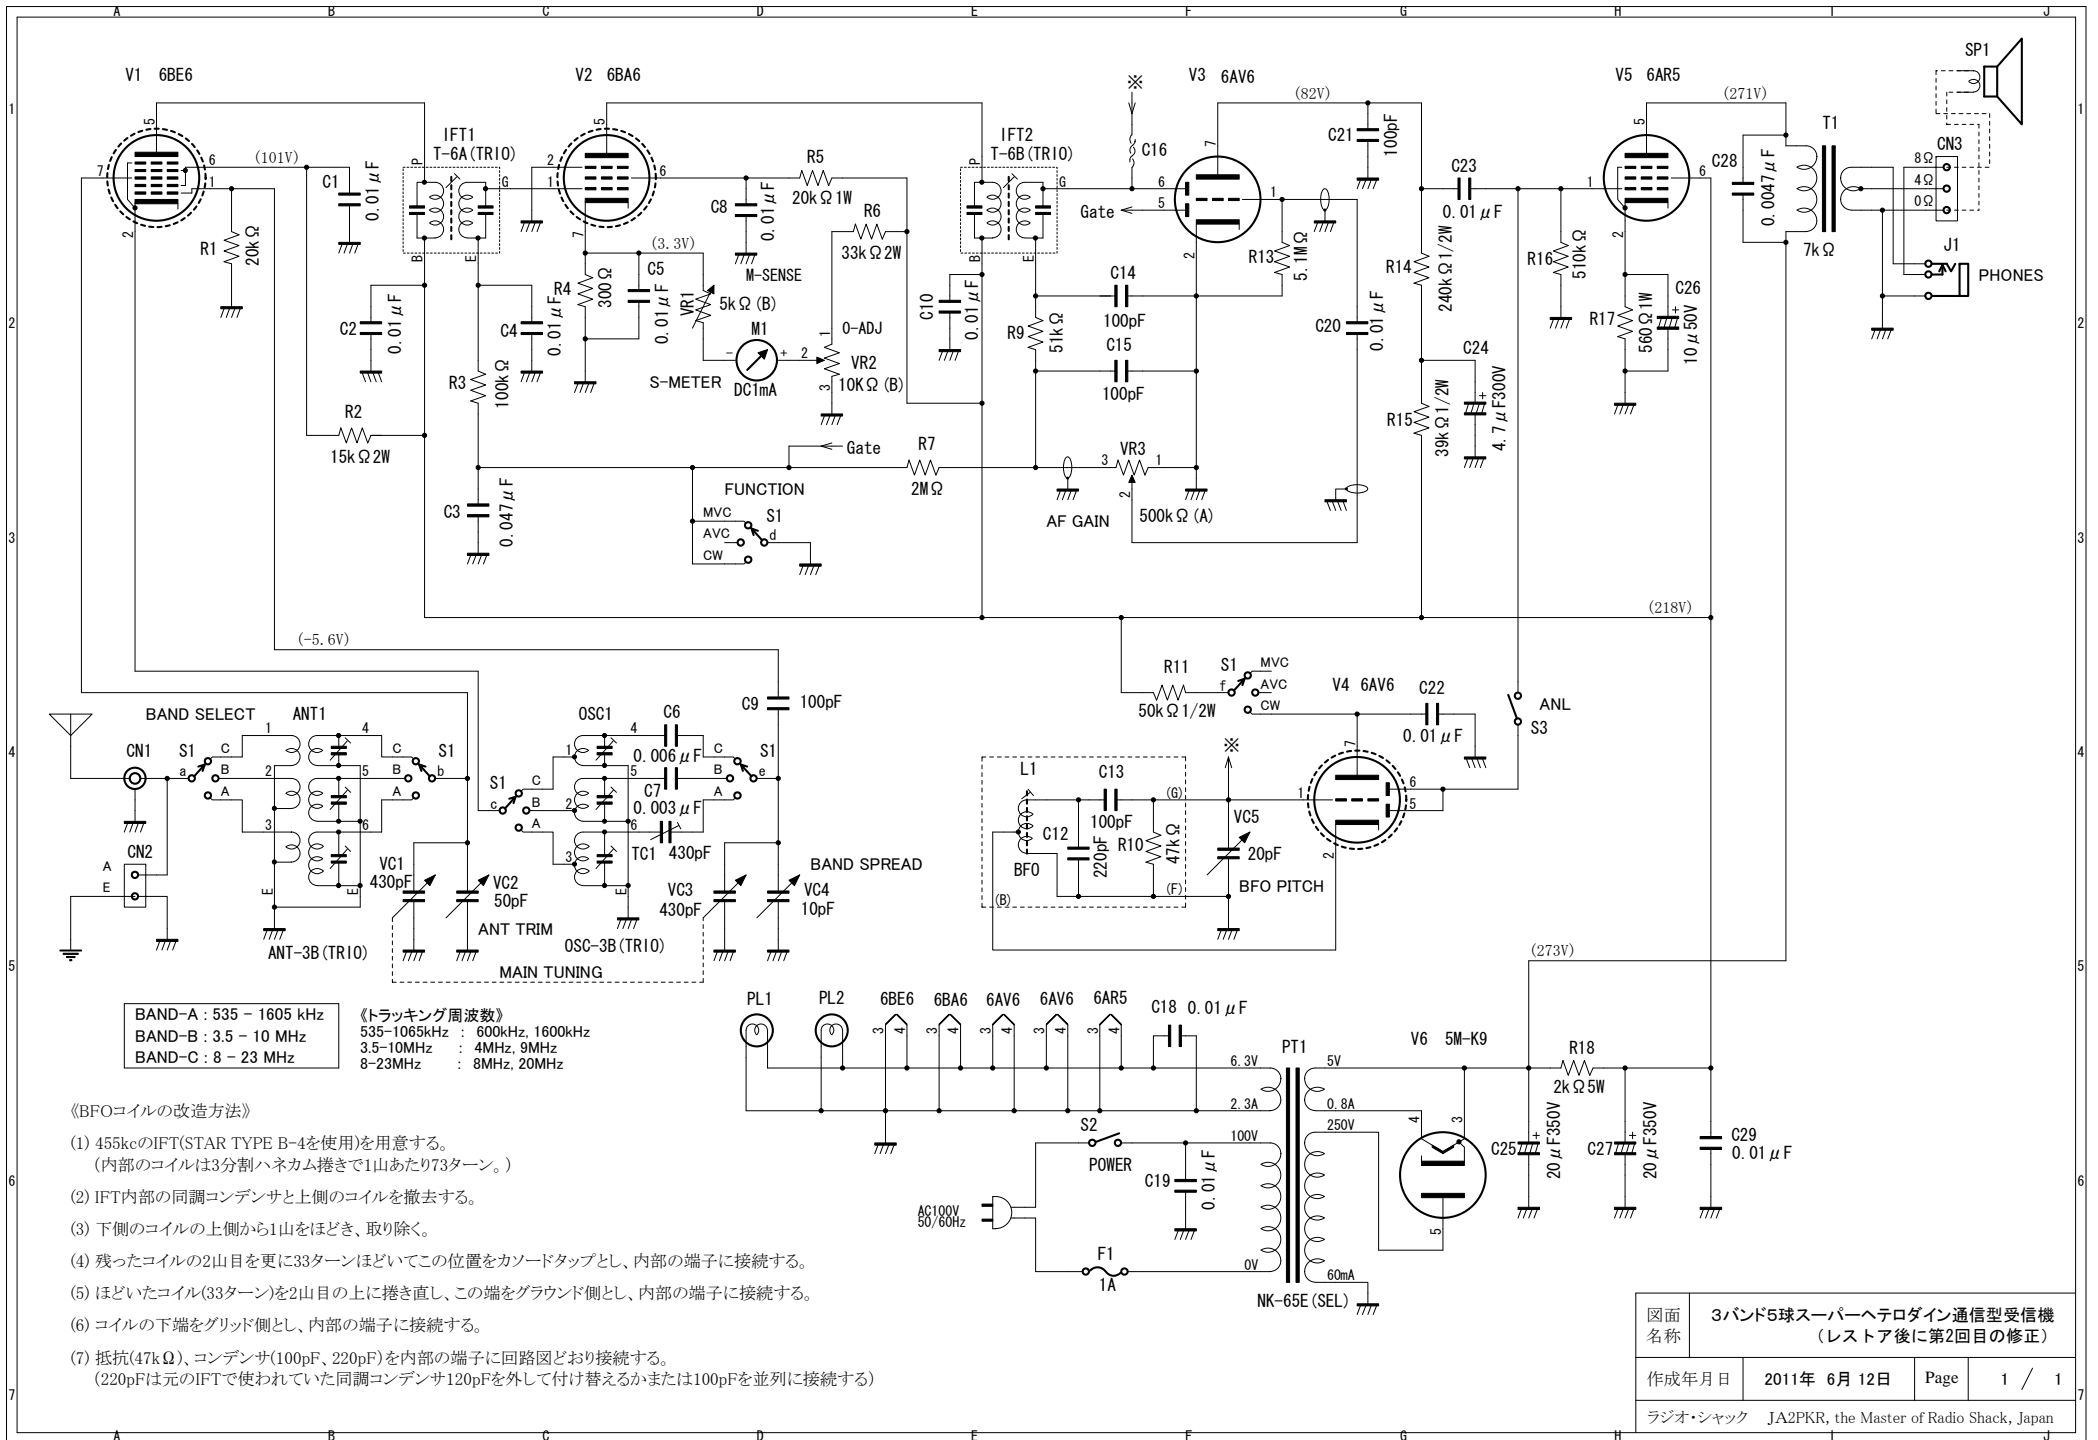 A B C D E F G H I J
V1 6BE6
V2 6BA6
V3 6AV6
V5 6AR5
SP1
1
IFT1
T-6A(TRIO)
IFT2
T-6B(TRIO)
※
C16
(82V)
C21
100pF
(271V)
T1
CN3
8Ω
4Ω
0Ω
(101V)
C1
0.01μF
R1
20kΩ
R5
20kΩ1W
C8
0.01μF
R6
33kΩ2W
Gate
C23
0.01μF
C28
0.0047μF
7kΩ
J1
PHONES
(3.3V)
M-SENSE
C2
0.01μF
C4
0.01μF
R4
300Ω
C5
0.01μF
VR1
5kΩ(B)
M1
S-METER
DC1mA
O-ADJ
VR2
10KΩ(B)
C10
0.01μF
R9
51kΩ
C14
100pF
C15
100pF
R13
5.1MΩ
C20
0.01μF
R14
240kΩ1/2W
R16
510kΩ
R17
560Ω1W
C26
10μ50V
2
R2
15kΩ2W
R3
100kΩ
R15
39kΩ1/2W
C24
4.7μF300V
Gate
R7
2MΩ
VR3
AF GAIN
500kΩ(A)
C3
0.047μF
FUNCTION
MVC
AVC
CW
S1
d
3
(218V)
(-5.6V)
C9 100pF
R11
50kΩ1/2W
S1
f
MVC
AVC
CW
V4 6AV6
C22
0.01μF
ANL
S3
4
BAND SELECT
ANT1
OSC1
CN1
S1
a
C
B
A
S1
b
C
B
A
C6
0.006μF
C7
0.003μF
TC1 430pF
S1
c
S1
e
CN2
A
E
VC1
430pF
VC2
50pF
ANT TRIM
VC3
430pF
BAND SPREAD
VC4
10pF
ANT-3B(TRIO)
OSC-3B(TRIO)
MAIN TUNING
L1
BFO
C12
220pF
C13
100pF
R10
47kΩ
(G)
(F)
(B)
※
VC5
20pF
BFO PITCH
(273V)
5
BAND-A : 535 - 1605 kHz
BAND-B : 3.5 - 10 MHz
BAND-C : 8 - 23 MHz
《トラッキング周波数》
535-1065kHz : 600kHz, 1600kHz
3.5-10MHz : 4MHz, 9MHz
8-23MHz : 8MHz, 20MHz
PL1 PL2 6BE6 6BA6 6AV6 6AV6 6AR5
C18 0.01μF
6.3V
2.3A
PT1
5V
0.8A
250V
60mA
100V
0V
NK-65E(SEL)
V6 5M-K9
R18
2kΩ5W
C25
20μF350V
C27
20μF350V
C29
0.01μF
S2
POWER
C19
0.01μF
AC100V
50/60Hz
F1
1A
6
《BFOコイルの改造方法》
(1) 455kcのIFT(STAR TYPE B-4を使用)を用意する。
(内部のコイルは3分割ハネカム捲きで1山あたり73ターン。)
(2) IFT内部の同調コンデンサと上側のコイルを撤去する。
(3) 下側のコイルの上側から1山をほどき、取り除く。
(4) 残ったコイルの2山目を更に33ターンほどいてこの位置をカソードタップとし、内部の端子に接続する。
(5) ほどいたコイル(33ターン)を2山目の上に捲き直し、この端をグラウンド側とし、内部の端子に接続する。
(6) コイルの下端をグリッド側とし、内部の端子に接続する。
(7) 抵抗(47kΩ)、コンデンサ(100pF、220pF)を内部の端子に回路図どおり接続する。
(220pFは元のIFTで使われていた同調コンデンサ120pFを外して付け替えるかまたは100pFを並列に接続する)
7
図面名称
3バンド5球スーパーヘテロダイン通信型受信機
(レストア後に第2回目の修正)
作成年月日 2011年 6月 12日 Page 1 / 1
ラジオ・シャック JA2PKR, the Master of Radio Shack, Japan
A B C D E F G H I J